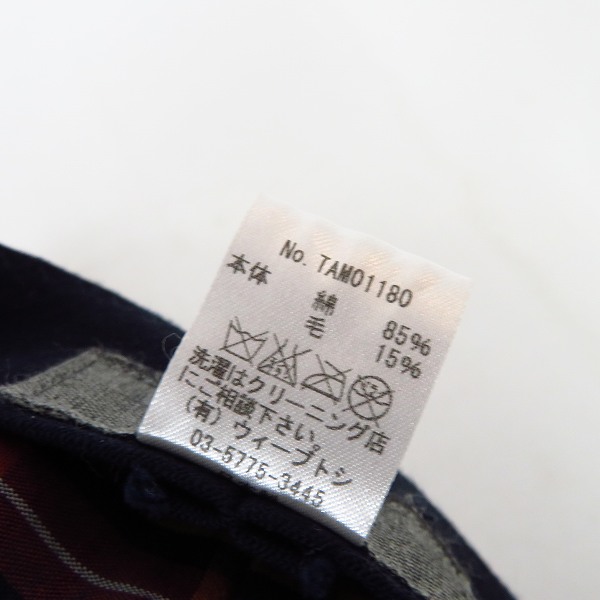 No. TAM01180
本体
綿 85%
毛 15%
洗濯はクリーニング店
にご相談下さい。
(有)ウィープトシ
03-5775-3445